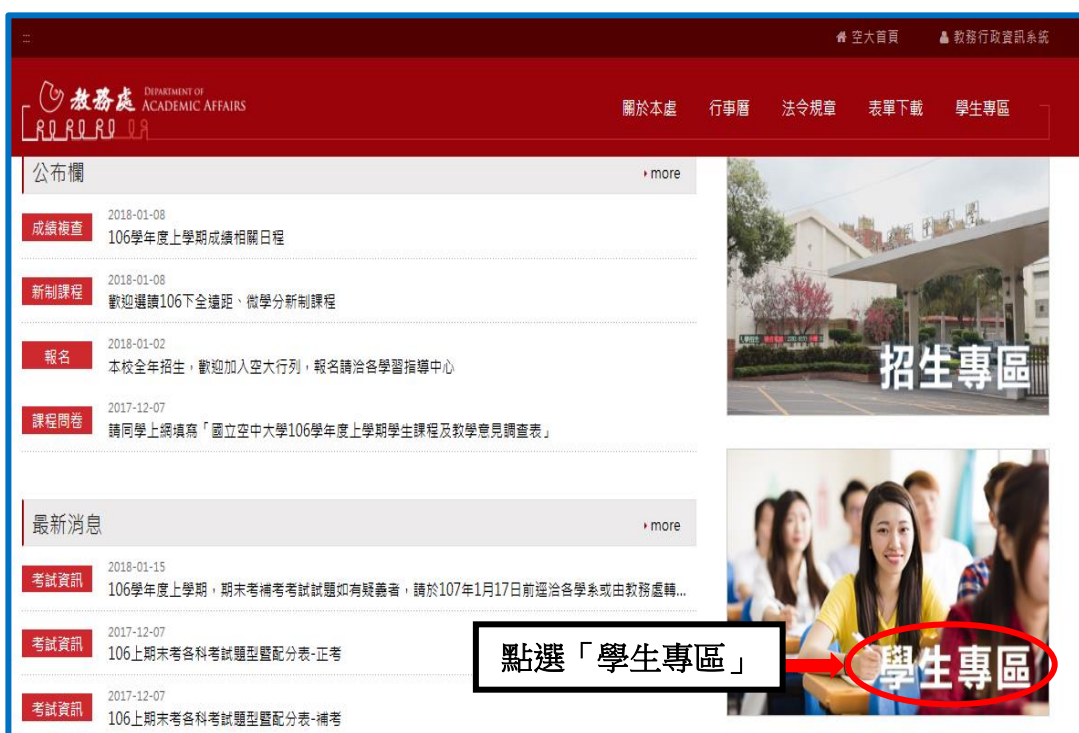 空大首頁 教務行政資訊系統
教務處 DEPARTMENT OF
ACADEMIC AFFAIRS
關於本處 行事曆 法令規章 表單下載 學生專區
公布欄 more
2018-01-08
成績複查 106學年度上學期成績相關日程
2018-01-08
新制課程 歡迎選讀106下全遠距、微學分新制課程
2018-01-02
報名 本校全年招生，歡迎加入空大行列，報名請洽各學習指導中心
2017-12-07
課程問卷 請同學上網填寫「國立空中大學106學年度上學期學生課程及教學意見調查表」
招生專區
最新消息 more
2018-01-15
考試資訊 106學年度上學期，期末考補考考試試題如有疑義者，請於107年1月17日前逕洽各學系或由教務處轉...
2017-12-07
考試資訊 106上期末考各科考試題型暨配分表-正考
2017-12-07
考試資訊 106上期末考各科考試題型暨配分表-補考
點選「學生專區」
學生專區